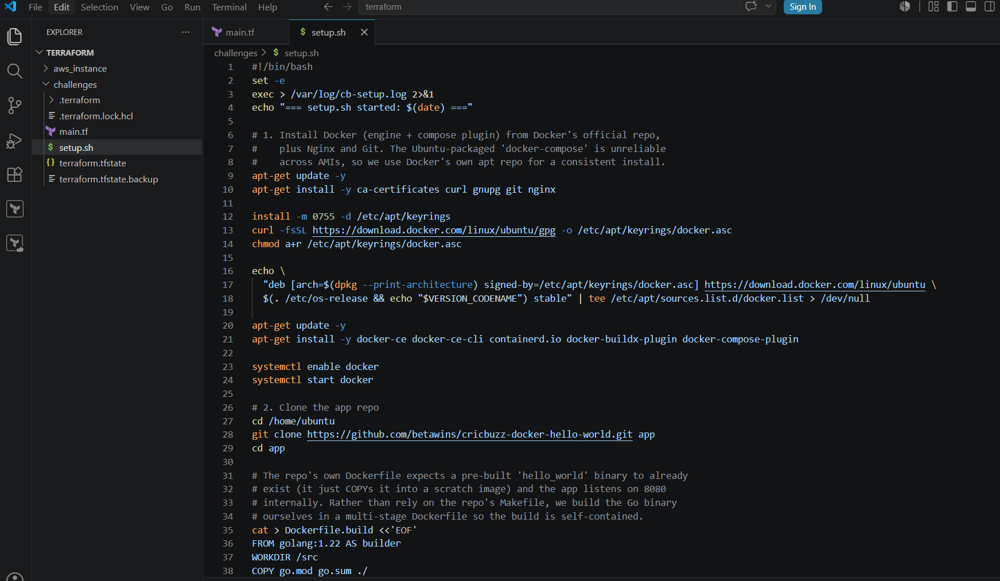 File Edit Selection View Go Run Terminal Help
terraform
Sign In
EXPLORER
TERRAFORM
aws_instance
challenges
.terraform
.terraform.lock.hcl
main.tf
$ setup.sh
{} terraform.tfstate
terraform.tfstate.backup
main.tf
$ setup.sh
challenges > $ setup.sh
1 #!/bin/bash
2 set -e
3 exec > /var/log/cb-setup.log 2>&1
4 echo "=== setup.sh started: $(date) ==="
5
6 # 1. Install Docker (engine + compose plugin) from Docker's official repo,
7 #    plus Nginx and Git. The Ubuntu-packaged 'docker-compose' is unreliable
8 #    across AMIs, so we use Docker's own apt repo for a consistent install.
9 apt-get update -y
10 apt-get install -y ca-certificates curl gnupg git nginx
11
12 install -m 0755 -d /etc/apt/keyrings
13 curl -fsSL https://download.docker.com/linux/ubuntu/gpg -o /etc/apt/keyrings/docker.asc
14 chmod a+r /etc/apt/keyrings/docker.asc
15
16 echo \
17   "deb [arch=$(dpkg --print-architecture) signed-by=/etc/apt/keyrings/docker.asc] https://download.docker.com/linux/ubuntu \
18   $(. /etc/os-release && echo "$VERSION_CODENAME") stable" | tee /etc/apt/sources.list.d/docker.list > /dev/null
19
20 apt-get update -y
21 apt-get install -y docker-ce docker-ce-cli containerd.io docker-buildx-plugin docker-compose-plugin
22
23 systemctl enable docker
24 systemctl start docker
25
26 # 2. Clone the app repo
27 cd /home/ubuntu
28 git clone https://github.com/betawins/cricbuzz-docker-hello-world.git app
29 cd app
30
31 # The repo's own Dockerfile expects a pre-built 'hello_world' binary to already
32 # exist (it just COPYs it into a scratch image) and the app listens on 8080
33 # internally. Rather than rely on the repo's Makefile, we build the Go binary
34 # ourselves in a multi-stage Dockerfile so the build is self-contained.
35 cat > Dockerfile.build <<'EOF'
36 FROM golang:1.22 AS builder
37 WORKDIR /src
38 COPY go.mod go.sum ./